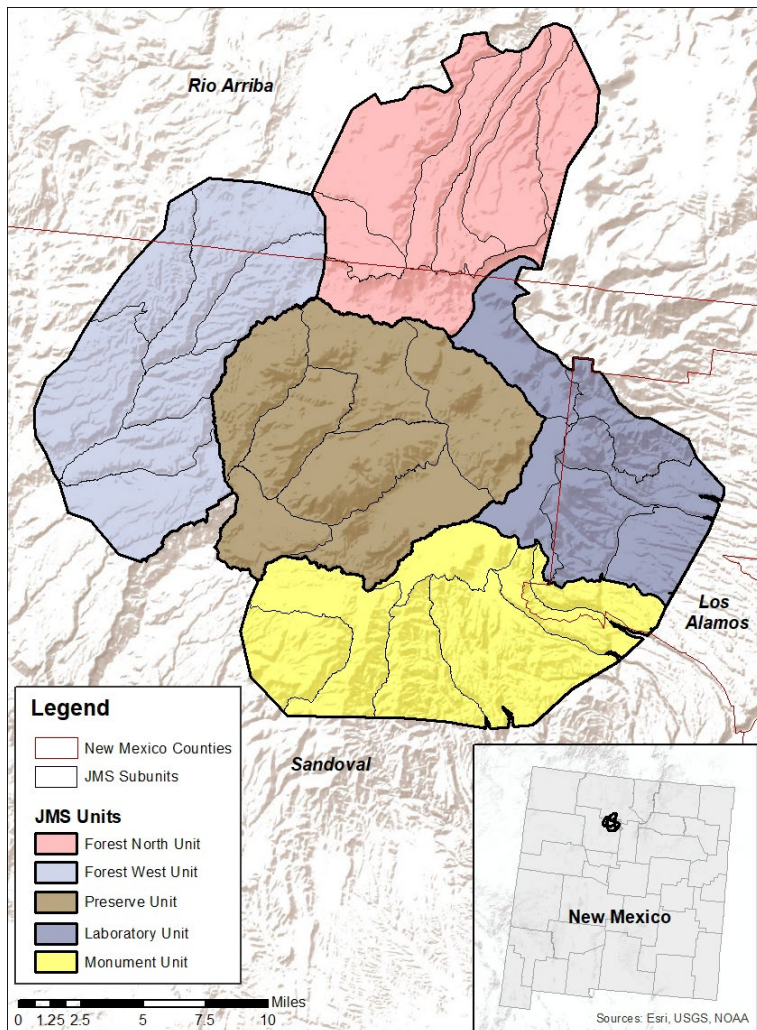 Rio Arriba
Los
Alamos
Sandoval
Legend
New Mexico Counties
JMS Subunits
JMS Units
Forest North Unit
Forest West Unit
Preserve Unit
Laboratory Unit
Monument Unit
Miles
0 1.25 2.5 5 7.5 10
New Mexico
Sources: Esri, USGS, NOAA